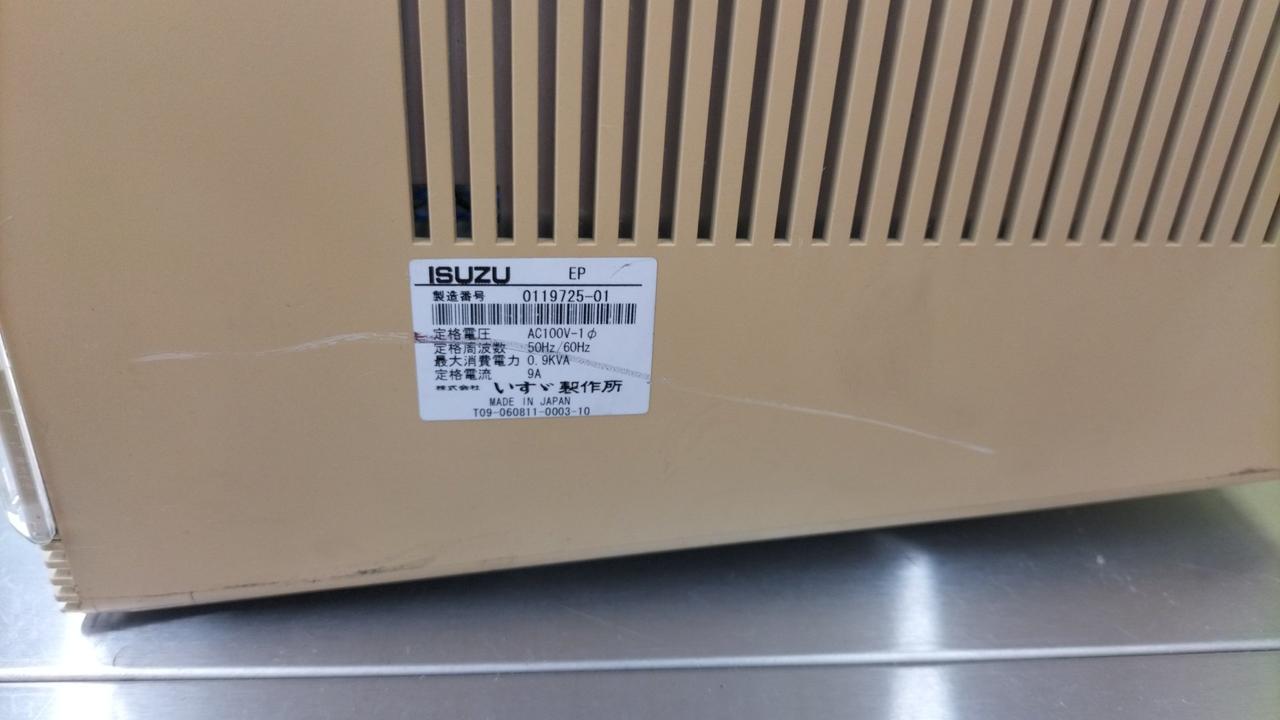 ISUZU EP
製造番号 0119725-01
定格電圧 AC100V-1φ
定格周波数 50Hz/60Hz
最大消費電力 0.9KVA
定格電流 9A
株式会社 いすゞ製作所
MADE IN JAPAN
T09-060811-0003-10